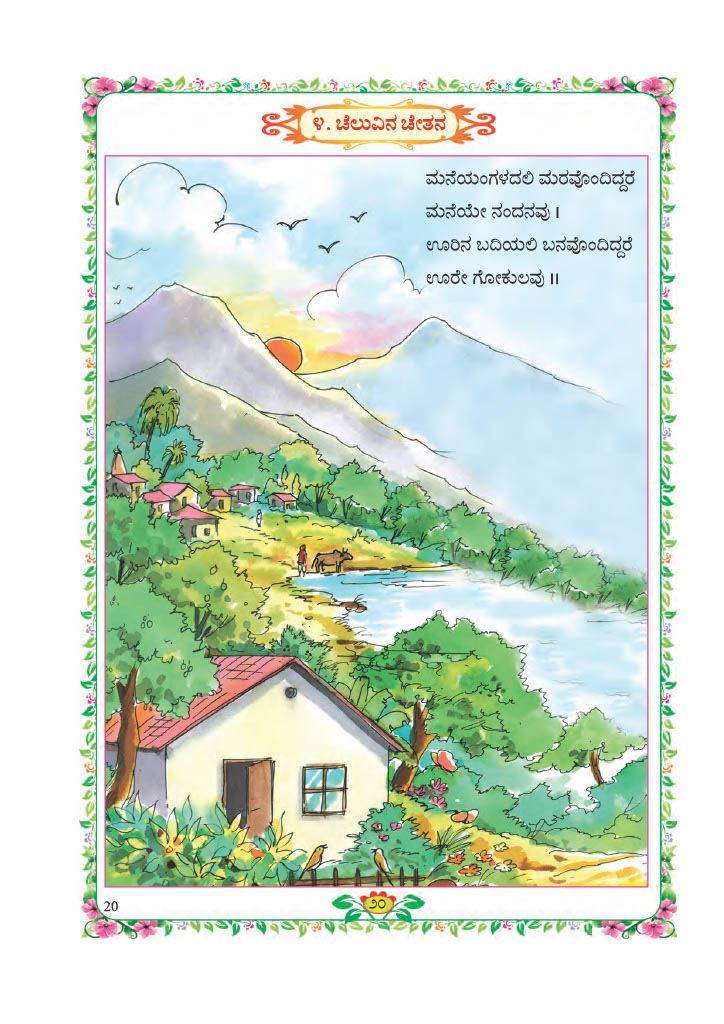 ೪. ಚೆಲುವಿನ ಚೇತನ
ಮನೆಯಂಗಳದಲಿ ಮರವೊಂದಿದ್ದರೆ
ಮನೆಯೇ ನಂದನವು ।
ಊರಿನ ಬದಿಯಲಿ ಬನವೊಂದಿದ್ದರೆ
ಊರೇ ಗೋಕುಲವು ॥
20
೨೦